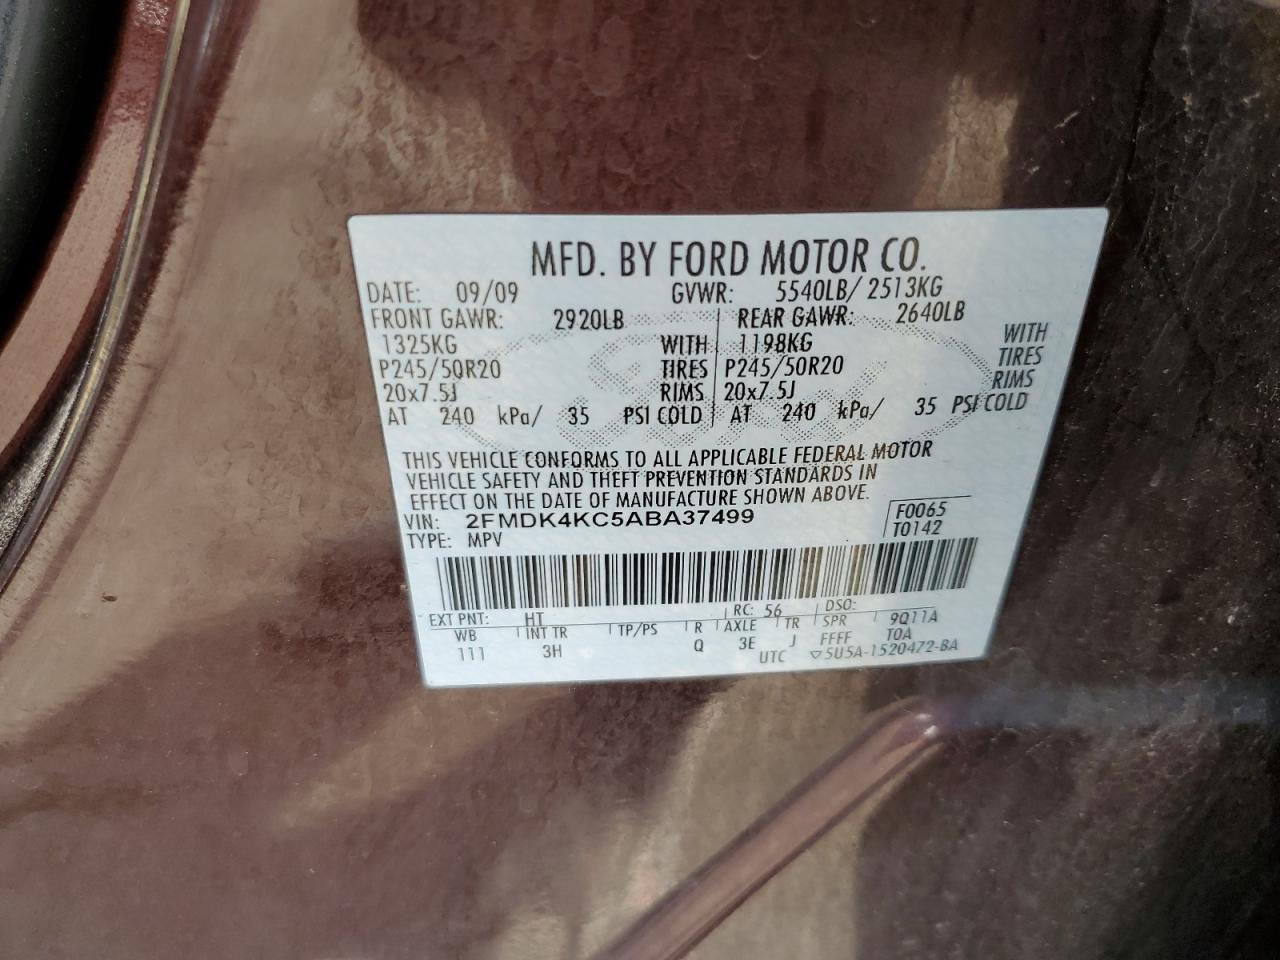 MFD. BY FORD MOTOR CO.
DATE: 09/09 GVWR: 5540LB/ 2513KG
FRONT GAWR: 2920LB REAR GAWR: 2640LB
1325KG WITH 1198KG WITH
P245/50R20 TIRES P245/50R20 TIRES
20x7.5J RIMS 20x7.5J RIMS
AT 240 kPa/ 35 PSI COLD AT 240 kPa/ 35 PSI COLD
THIS VEHICLE CONFORMS TO ALL APPLICABLE FEDERAL MOTOR
VEHICLE SAFETY AND THEFT PREVENTION STANDARDS IN
EFFECT ON THE DATE OF MANUFACTURE SHOWN ABOVE.
VIN: 2FMDK4KC5ABA37499 F0065
TYPE: MPV T0142
EXT PNT: HT RC: 56 DSO:
WB INT TR TP/PS R AXLE TR SPR 9Q11A
111 3H Q 3E J FFFF TOA
UTC ▽5U5A-1520472-BA